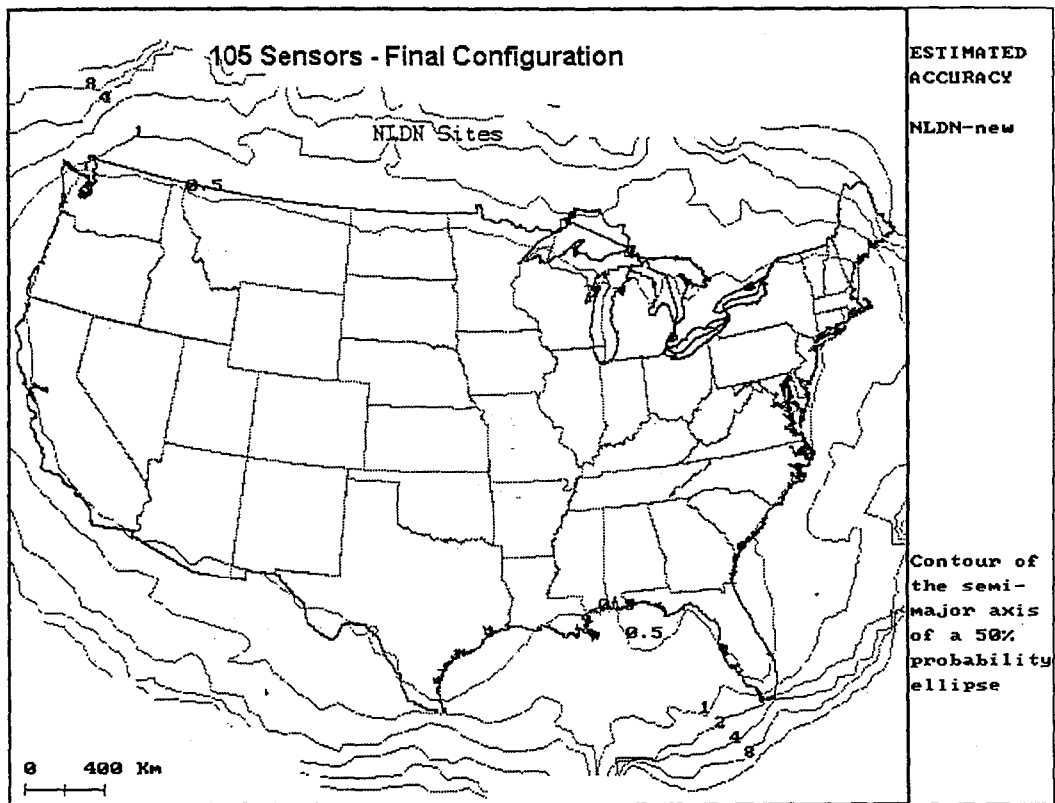 105 Sensors - Final Configuration
NLDN Sites
8
4
1
0.5
0.5
0.5
1
2
4
8
0 400 Km
ESTIMATED
ACCURACY
NLDN-new
Contour of
the semi-
major axis
of a 50%
probability
ellipse